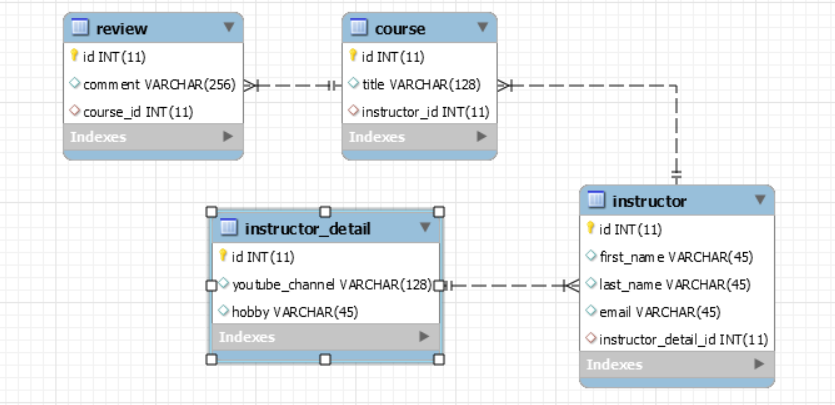 review
id INT(11)
comment VARCHAR(256)
course_id INT(11)
Indexes
course
id INT(11)
title VARCHAR(128)
instructor_id INT(11)
Indexes
instructor_detail
id INT(11)
youtube_channel VARCHAR(128)
hobby VARCHAR(45)
Indexes
instructor
id INT(11)
first_name VARCHAR(45)
last_name VARCHAR(45)
email VARCHAR(45)
instructor_detail_id INT(11)
Indexes